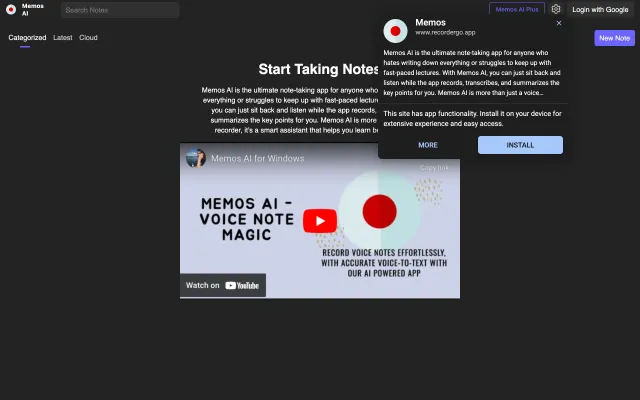 Memos
AI
Search Notes
Memos AI Plus
Login with Google
Categorized
Latest
Cloud
New Note
Memos
www.recordergo.app
Memos AI is the ultimate note-taking app for anyone who
hates writing down everything or struggles to keep up with
fast-paced lectures. With Memos AI, you can just sit back and
listen while the app records, transcribes, and summarizes the
key points for you. Memos AI is more than just a voice...
This site has app functionality. Install it on your device for
extensive experience and easy access.
MORE
INSTALL
Start Taking Notes
Memos AI is the ultimate note-taking app for anyone who
everything or struggles to keep up with fast-paced lectur
you can just sit back and listen while the app records,
summarizes the key points for you. Memos AI is more
recorder, it's a smart assistant that helps you learn
Memos AI for Windows
Copy link
MEMOS AI -
VOICE NOTE
MAGIC
RECORD VOICE NOTES EFFORTLESSLY,
WITH ACCURATE VOICE-TO-TEXT WITH
OUR AI POWERED APP
Watch on YouTube